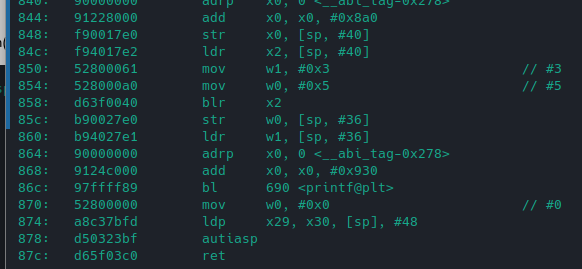 840: 90000000 adrp x0, 0 <__abi_tag-0x278>
844: 91228000 add x0, x0, #0x8a0
848: f90017e0 str x0, [sp, #40]
84c: f94017e2 ldr x2, [sp, #40]
850: 52800061 mov w1, #0x3 // #3
854: 528000a0 mov w0, #0x5 // #5
858: d63f0040 blr x2
85c: b90027e0 str w0, [sp, #36]
860: b94027e1 ldr w1, [sp, #36]
864: 90000000 adrp x0, 0 <__abi_tag-0x278>
868: 9124c000 add x0, x0, #0x930
86c: 97ffff89 bl 690 <printf@plt>
870: 52800000 mov w0, #0x0 // #0
874: a8c37bfd ldp x29, x30, [sp], #48
878: d50323bf autiasp
87c: d65f03c0 ret